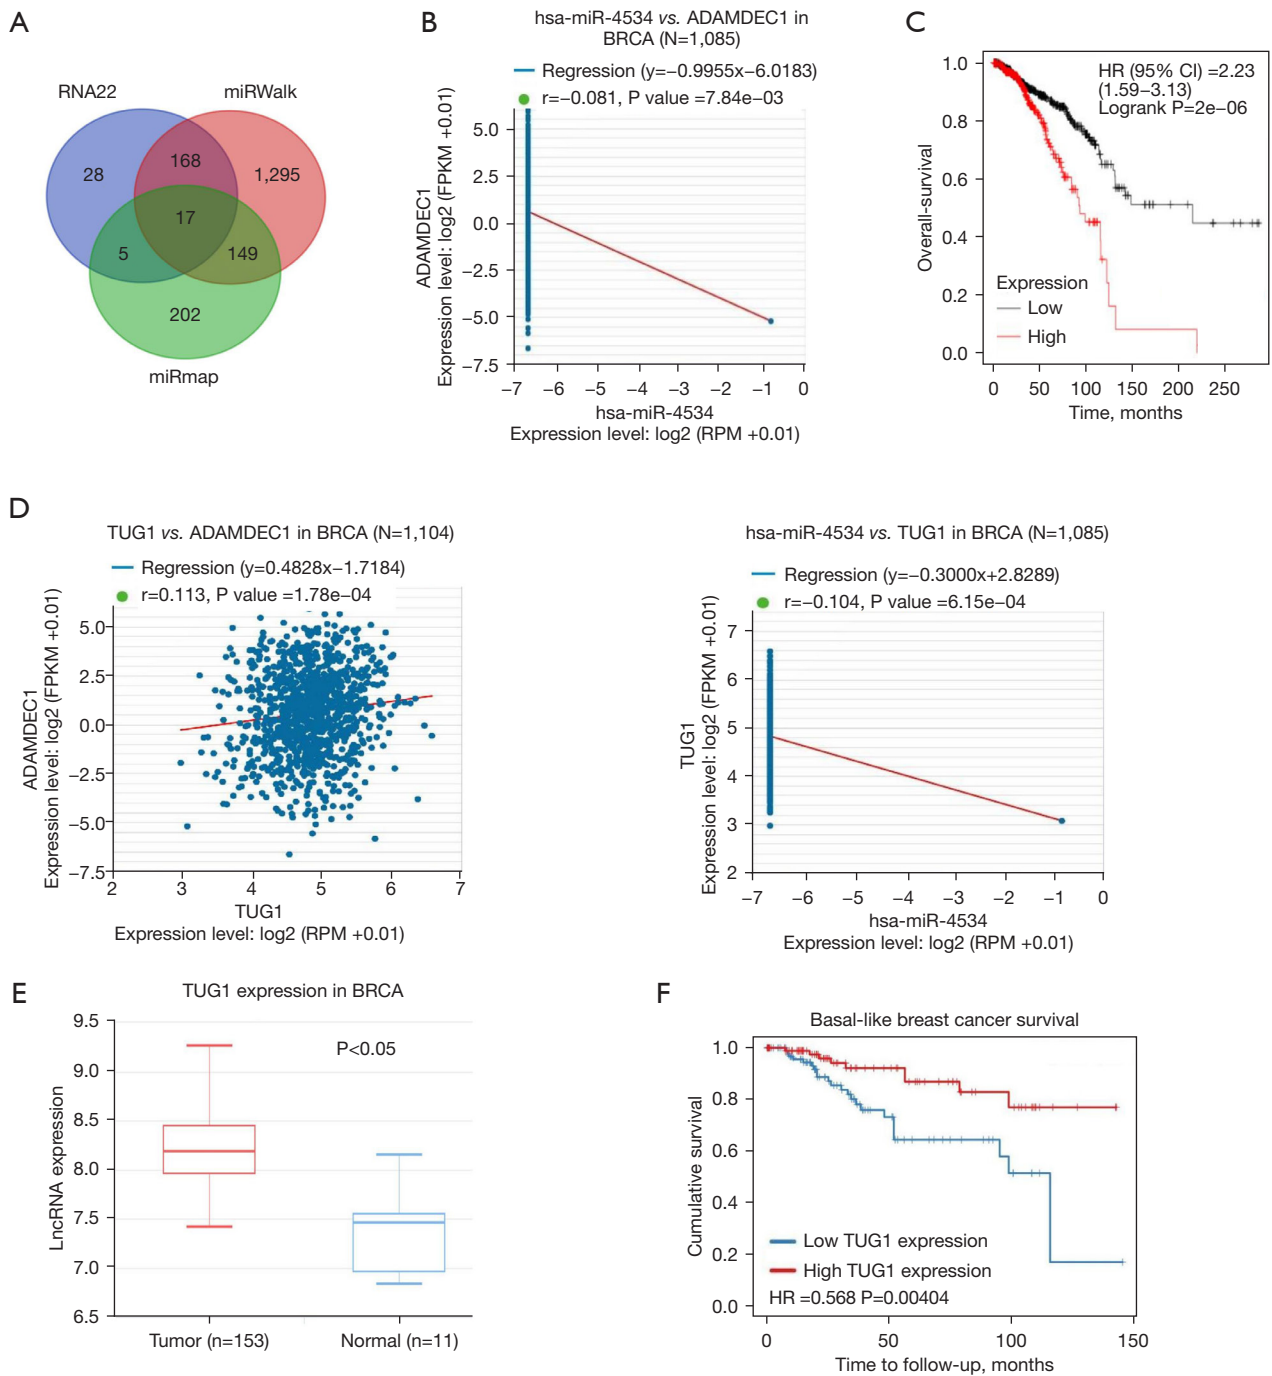 A
RNA22
miRWalk
28
168
1,295
17
5
149
202
miRmap
B
hsa-miR-4534 vs. ADAMDEC1 in
BRCA (N=1,085)
Regression (y=−0.9955x−6.0183)
r=−0.081, P value =7.84e−03
ADAMDEC1
Expression level: log2 (FPKM +0.01)
5.0
2.5
0.0
−2.5
−5.0
−7.5
−7 −6 −5 −4 −3 −2 −1 0
hsa-miR-4534
Expression level: log2 (RPM +0.01)
C
HR (95% CI) =2.23
(1.59−3.13)
Logrank P=2e−06
Overall-survival
1.0
0.8
0.6
0.4
0.2
0.0
Expression
Low
High
0 50 100 150 200 250
Time, months
D
TUG1 vs. ADAMDEC1 in BRCA (N=1,104)
Regression (y=0.4828x−1.7184)
r=0.113, P value =1.78e−04
ADAMDEC1
Expression level: log2 (FPKM +0.01)
5.0
2.5
0.0
−2.5
−5.0
−7.5
2 3 4 5 6 7
TUG1
Expression level: log2 (RPM +0.01)
hsa-miR-4534 vs. TUG1 in BRCA (N=1,085)
Regression (y=−0.3000x+2.8289)
r=−0.104, P value =6.15e−04
TUG1
Expression level: log2 (FPKM +0.01)
7
6
5
4
3
2
−7 −6 −5 −4 −3 −2 −1 0
hsa-miR-4534
Expression level: log2 (RPM +0.01)
E
TUG1 expression in BRCA
P<0.05
LncRNA expression
9.5
9.0
8.5
8.0
7.5
7.0
6.5
Tumor (n=153) Normal (n=11)
F
Basal-like breast cancer survival
Cumulative survival
1.0
0.8
0.6
0.4
0.2
0.0
Low TUG1 expression
High TUG1 expression
HR =0.568 P=0.00404
0 50 100 150
Time to follow-up, months